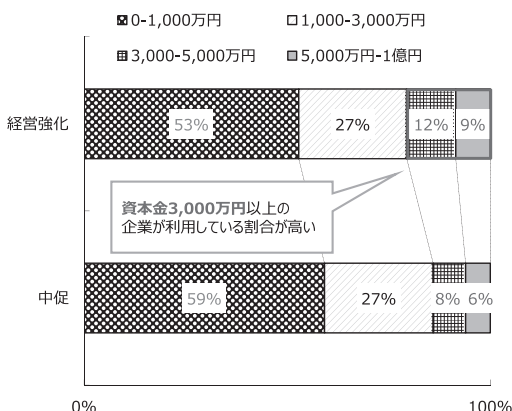 0-1,000万円
1,000-3,000万円
3,000-5,000万円
5,000万円-1億円
経営強化
53%
27%
12%
9%
資本金3,000万円以上の
企業が利用している割合が高い
中促
59%
27%
8%
6%
0%
100%